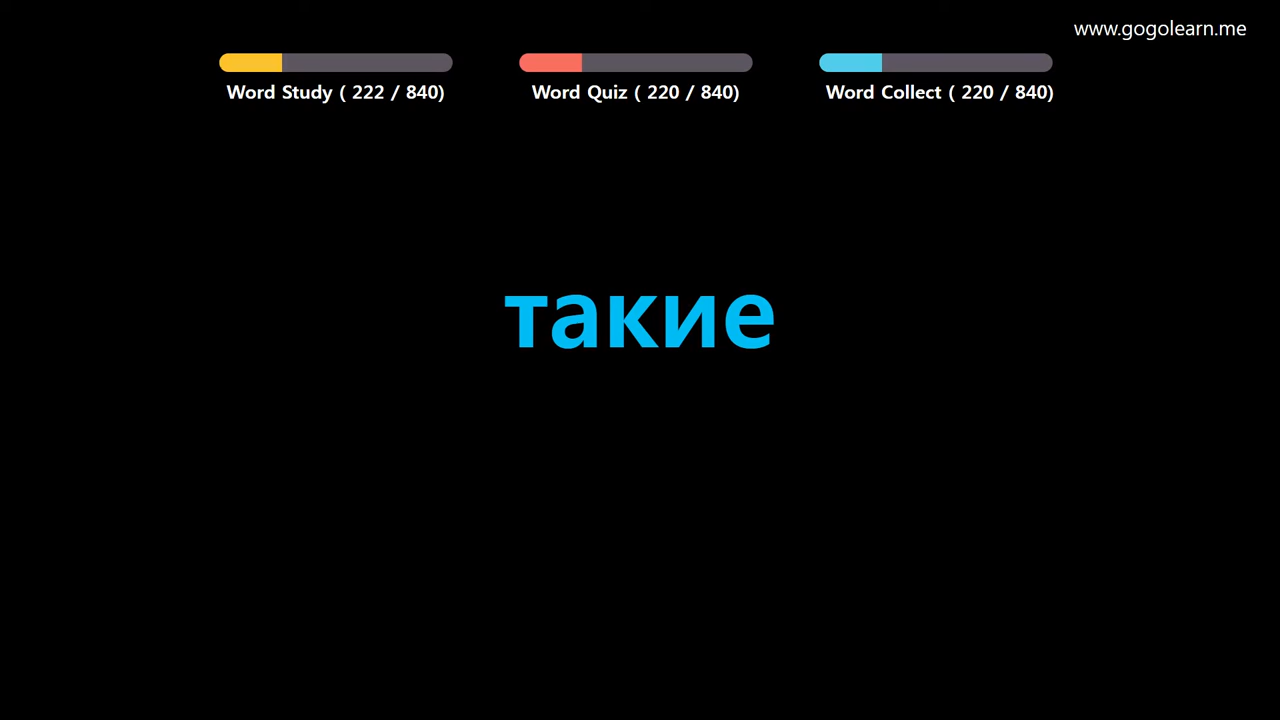 www.gogolearn.me
Word Study ( 222 / 840)
Word Quiz ( 220 / 840)
Word Collect ( 220 / 840)
такие